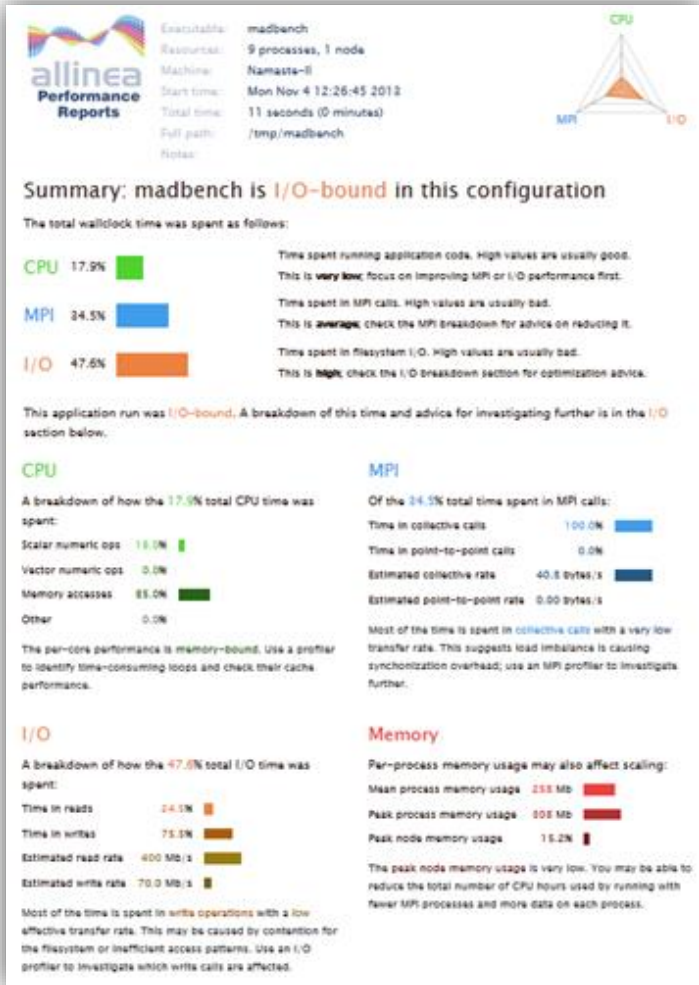 allinea
Performance
Reports
Executable: madbench
Resources: 9 processes, 1 node
Machine: Namaste-II
Start time: Mon Nov 4 12:26:45 2013
Total time: 11 seconds (0 minutes)
Full path: /tmp/madbench
Notes:
CPU
MPI
I/O
Summary: madbench is I/O-bound in this configuration
The total wallclock time was spent as follows:
CPU 17.9%
Time spent running application code. High values are usually good.
This is very low; focus on improving MPI or I/O performance first.
MPI 34.5%
Time spent in MPI calls. High values are usually bad.
This is average; check the MPI breakdown for advice on reducing it.
I/O 47.6%
Time spent in filesystem I/O. High values are usually bad.
This is high; check the I/O breakdown section for optimization advice.
This application run was I/O-bound. A breakdown of this time and advice for investigating further is in the I/O
section below.
CPU
A breakdown of how the 17.9% total CPU time was
spent:
Scalar numeric ops 15.0%
Vector numeric ops 0.0%
Memory accesses 85.0%
Other 0.0%
The per-core performance is memory-bound. Use a profiler
to identify time-consuming loops and check their cache
performance.
MPI
Of the 34.5% total time spent in MPI calls:
Time in collective calls 100.0%
Time in point-to-point calls 0.0%
Estimated collective rate 40.8 bytes/s
Estimated point-to-point rate 0.00 bytes/s
Most of the time is spent in collective calls with a very low
transfer rate. This suggests load imbalance is causing
synchonization overhead; use an MPI profiler to investigate
further.
I/O
A breakdown of how the 47.6% total I/O time was
spent:
Time in reads 24.5%
Time in writes 75.5%
Estimated read rate 400 Mb/s
Estimated write rate 70.0 Mb/s
Most of the time is spent in write operations with a low
effective transfer rate. This may be caused by contention for
the filesystem or inefficient access patterns. Use an I/O
profiler to investigate which write calls are affected.
Memory
Per-process memory usage may also affect scaling:
Mean process memory usage 258 Mb
Peak process memory usage Mb
Peak node memory usage 15.2%
The peak node memory usage is very low. You may be able to
reduce the total number of CPU hours used by running with
fewer MPI processes and more data on each process.